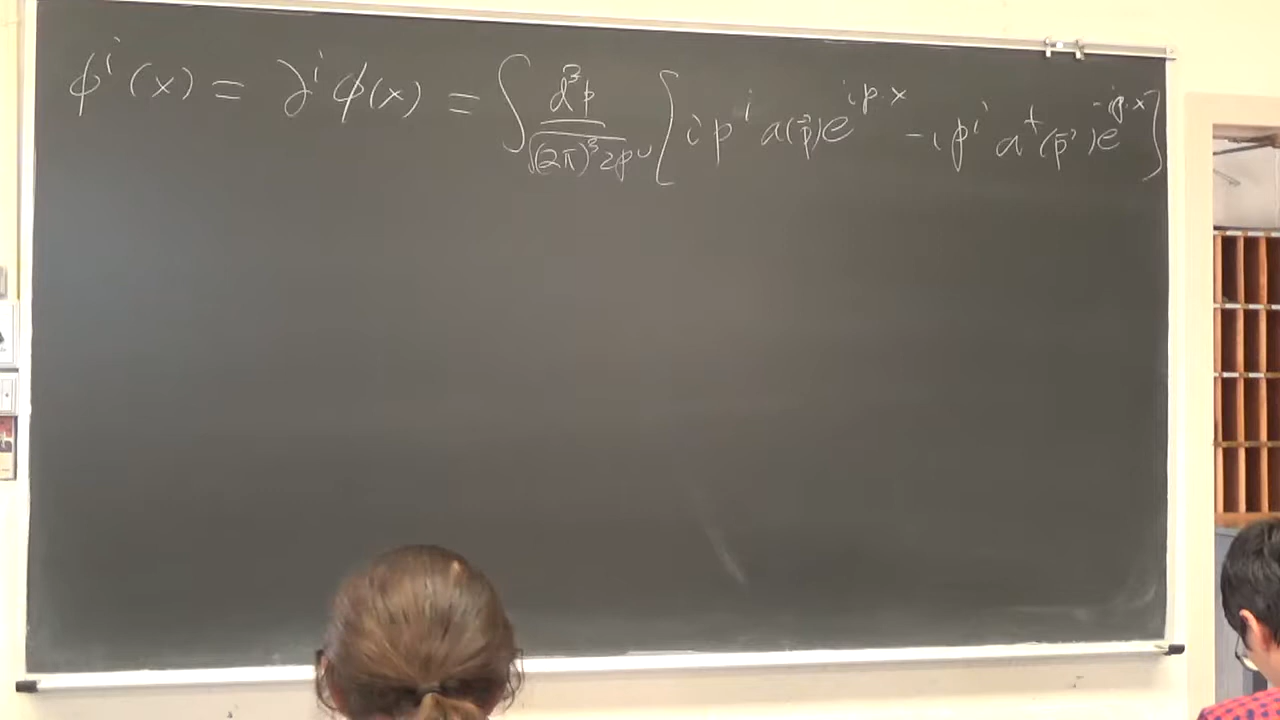 ϕ^i (x) = ∂^i ϕ(x) = ∫ d³p / √((2π)³ 2p⁰) [ i p^i a(p⃗) e^{ip·x} − i p^i a†(p⃗) e^{-ip·x} ]